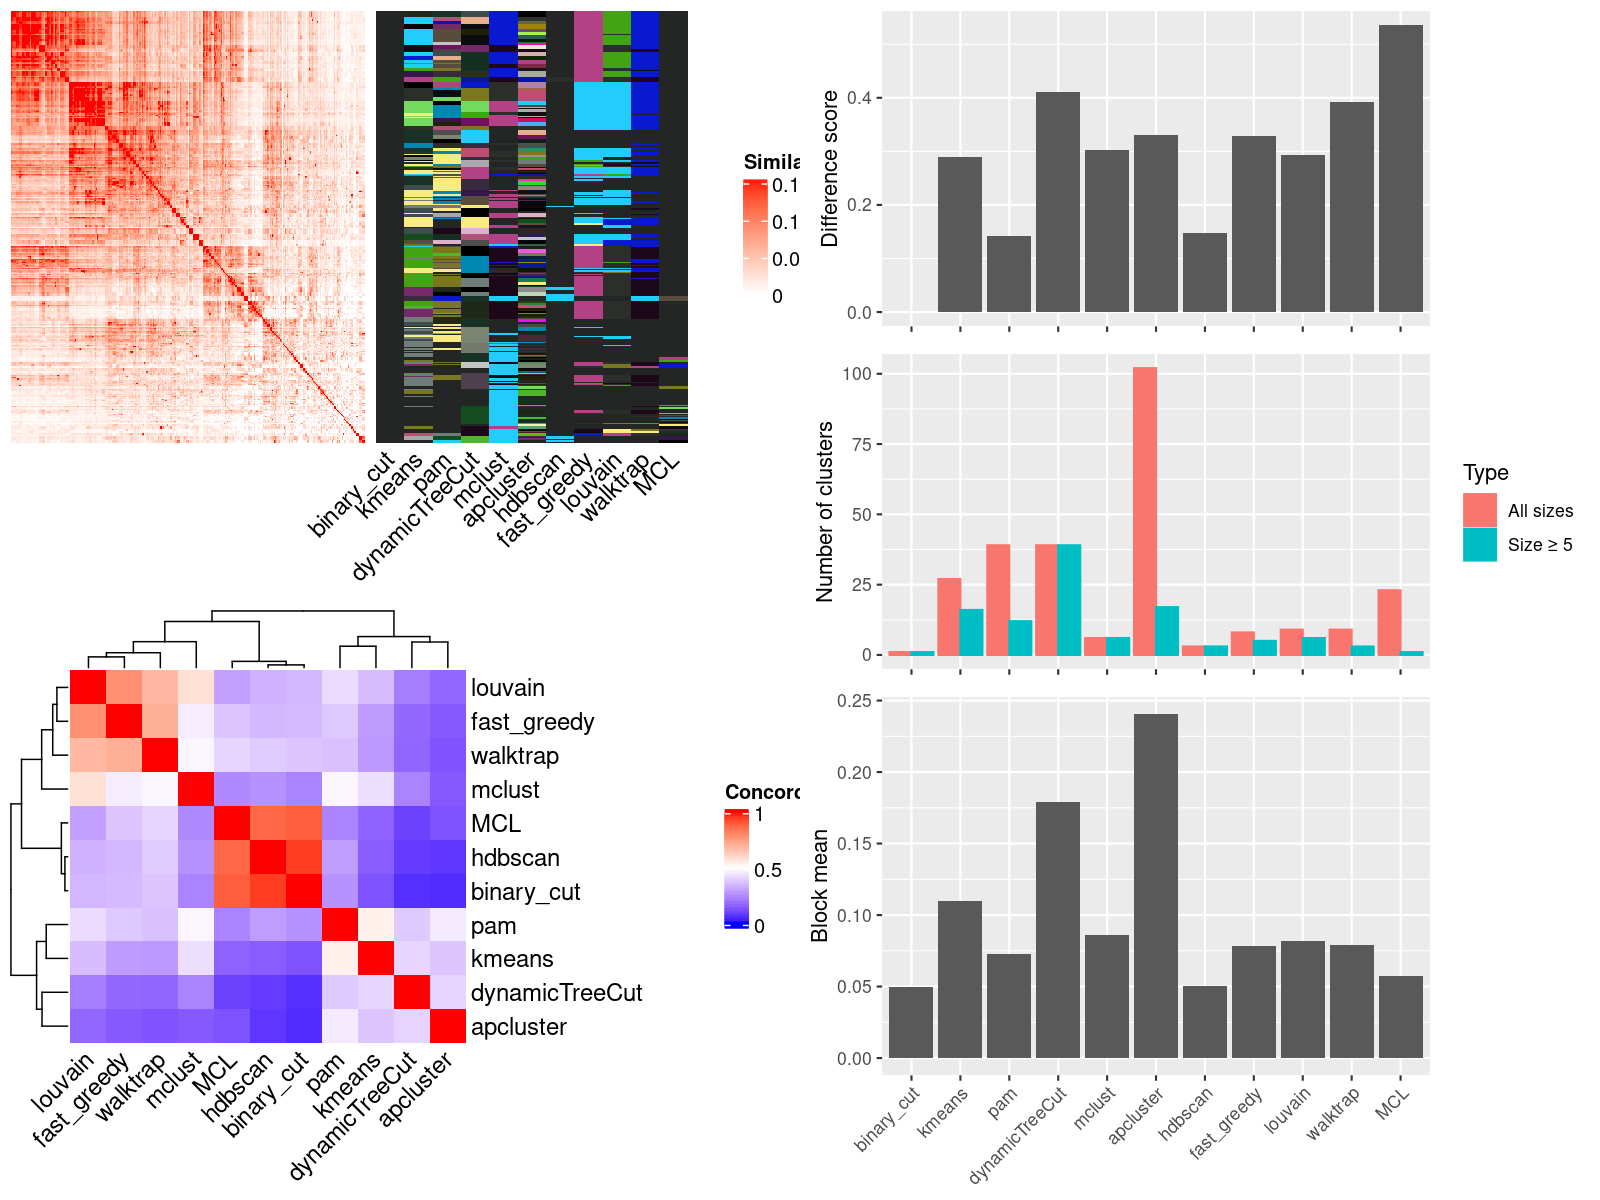 Simila
0.1
0.1
0.0
0
binary_cut
kmeans
pam
dynamicTreeCut
mclust
apcluster
hdbscan
fast_greedy
louvain
walktrap
MCL
louvain
fast_greedy
walktrap
mclust
MCL
hdbscan
binary_cut
pam
kmeans
dynamicTreeCut
apcluster
louvain
fast_greedy
walktrap
mclust
MCL
hdbscan
binary_cut
pam
kmeans
dynamicTreeCut
apcluster
Concord
1
0.5
0
Difference score
0.4
0.2
0.0
Number of clusters
100
75
50
25
0
Type
All sizes
Size ≥ 5
Block mean
0.25
0.20
0.15
0.10
0.05
0.00
binary_cut
kmeans
pam
dynamicTreeCut
mclust
apcluster
hdbscan
fast_greedy
louvain
walktrap
MCL